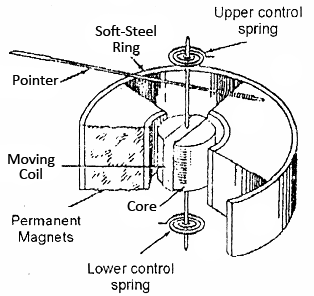 Upper control
spring
Soft-Steel
Ring
Pointer
Moving
Coil
Core
Permanent
Magnets
Lower control
spring